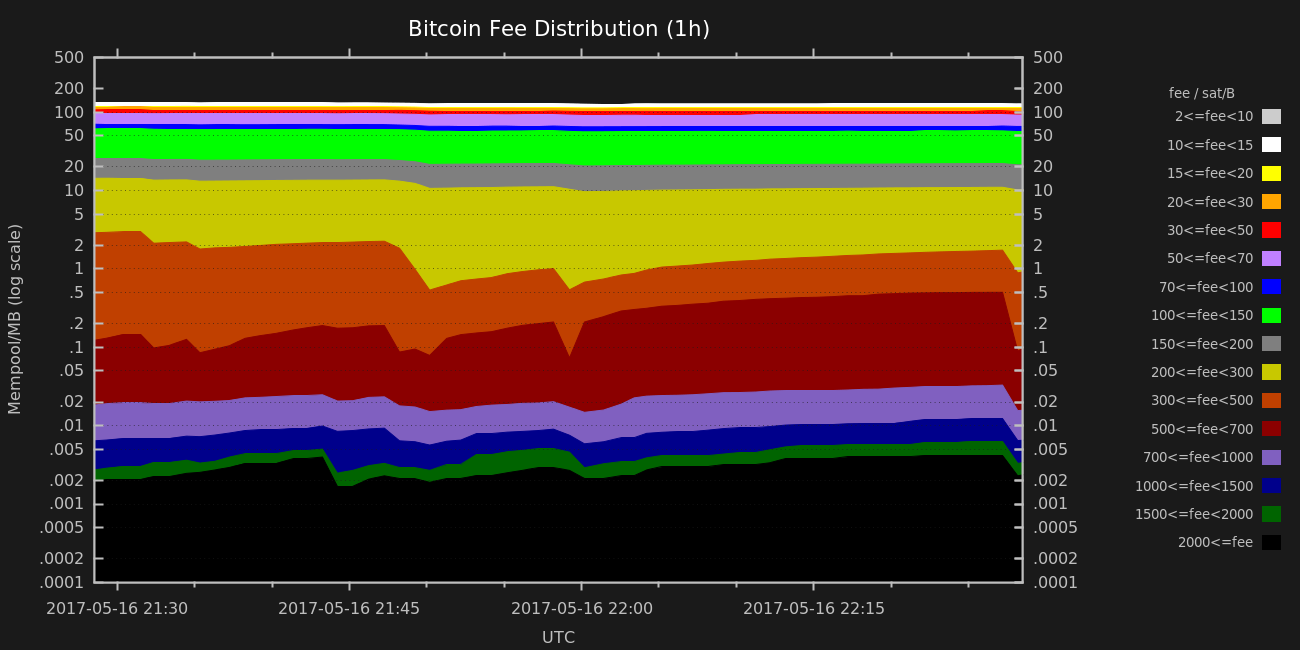 Bitcoin Fee Distribution (1h)
500 500
200 200
100 100
50 50
20 20
10 10
5 5
2 2
1 1
.5 .5
.2 .2
.1 .1
.05 .05
.02 .02
.01 .01
.005 .005
.002 .002
.001 .001
.0005 .0005
.0002 .0002
.0001 .0001
Mempool/MB (log scale)
2017-05-16 21:30 2017-05-16 21:45 2017-05-16 22:00 2017-05-16 22:15
UTC
fee / sat/B
2<=fee<10
10<=fee<15
15<=fee<20
20<=fee<30
30<=fee<50
50<=fee<70
70<=fee<100
100<=fee<150
150<=fee<200
200<=fee<300
300<=fee<500
500<=fee<700
700<=fee<1000
1000<=fee<1500
1500<=fee<2000
2000<=fee